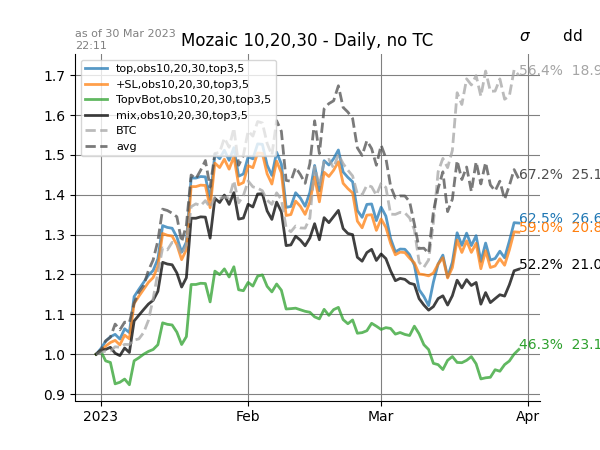 as of 30 Mar 2023
22:11
Mozaic 10,20,30 - Daily, no TC
σ dd
top,obs10,20,30,top3,5
+SL,obs10,20,30,top3,5
TopvBot,obs10,20,30,top3,5
mix,obs10,20,30,top3,5
BTC
avg
1.7
1.6
1.5
1.4
1.3
1.2
1.1
1.0
0.9
56.4% 18.9
67.2% 25.1
62.5% 26.6
59.0% 20.8
52.2% 21.0
46.3% 23.1
2023 Feb Mar Apr